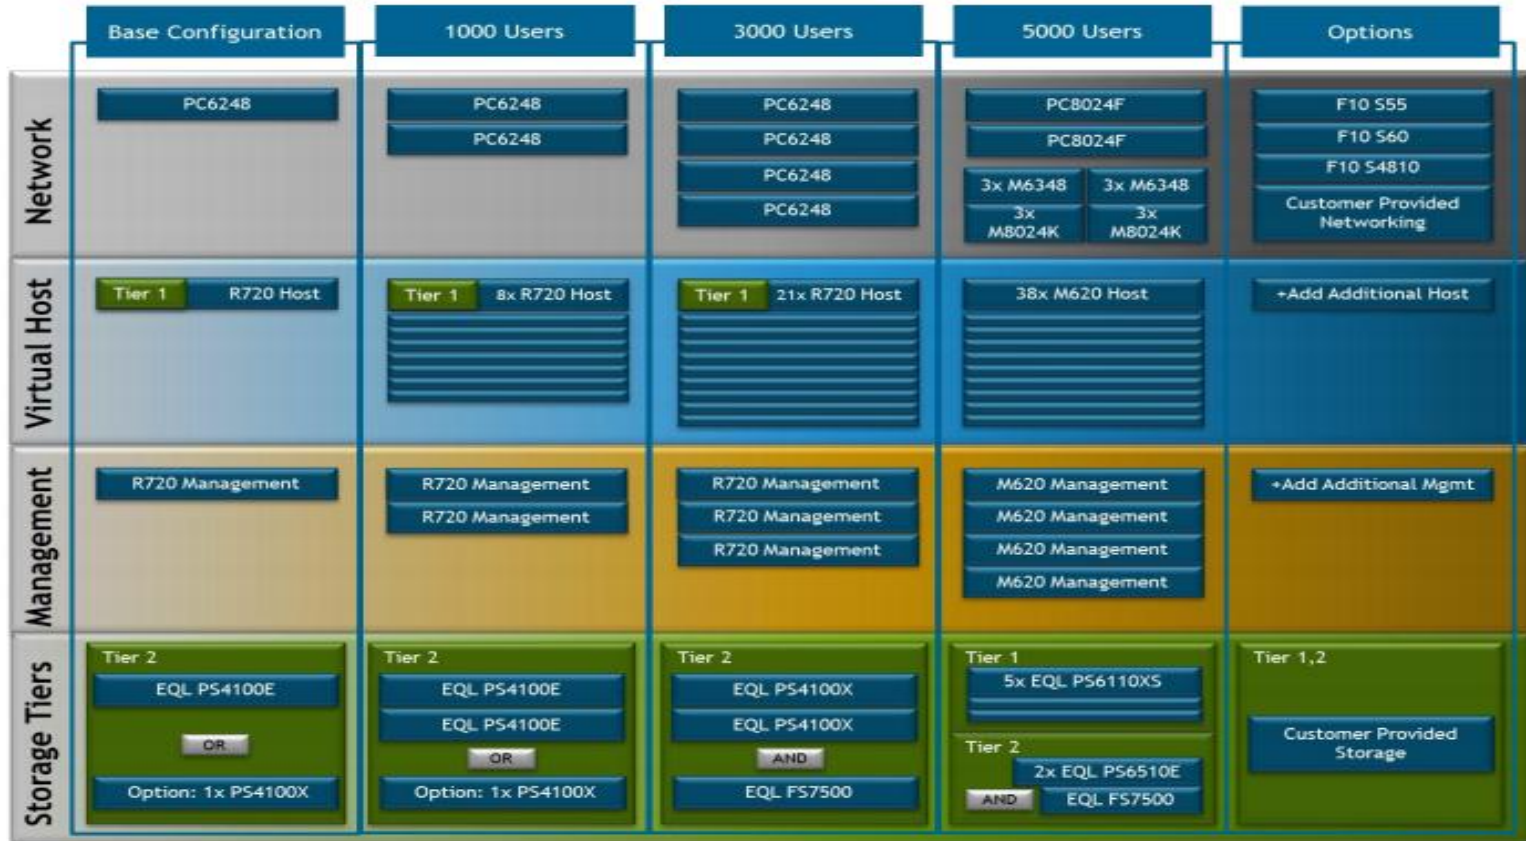 Base Configuration
1000 Users
3000 Users
5000 Users
Options
Network
PC6248
PC6248
PC6248
PC6248
PC6248
PC6248
PC6248
PC8024F
PC8024F
3x M6348
3x M6348
3x
M8024K
3x
M8024K
F10 S55
F10 S60
F10 S4810
Customer Provided
Networking
Virtual Host
Tier 1
R720 Host
Tier 1
8x R720 Host
Tier 1
21x R720 Host
38x M620 Host
+Add Additional Host
Management
R720 Management
R720 Management
R720 Management
R720 Management
R720 Management
R720 Management
M620 Management
M620 Management
M620 Management
M620 Management
+Add Additional Mgmt
Storage Tiers
Tier 2
EQL PS4100E
OR
Option: 1x PS4100X
Tier 2
EQL PS4100E
EQL PS4100E
OR
Option: 1x PS4100X
Tier 2
EQL PS4100X
EQL PS4100X
AND
EQL FS7500
Tier 1
5x EQL PS6110XS
Tier 2
2x EQL PS6510E
AND
EQL FS7500
Tier 1,2
Customer Provided
Storage